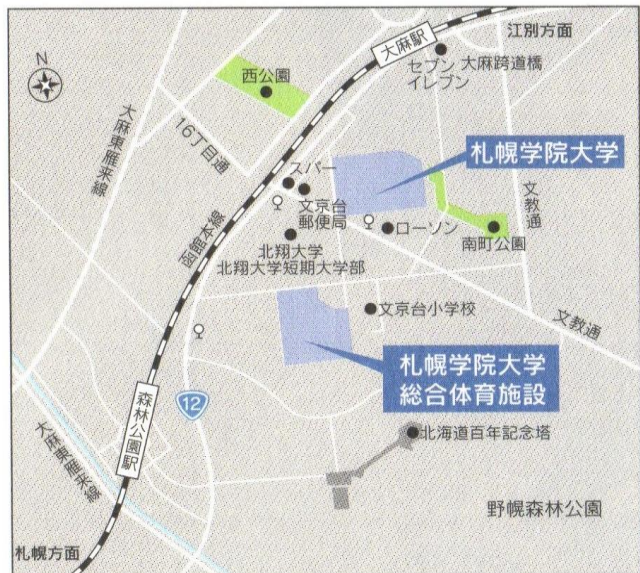 江別方面
大麻駅
セブン
イレブン
大麻跨道橋
N
西公園
大麻東雁来線
16丁目通
札幌学院大学
スパー
文京台
郵便局
文教通
ローソン
南町公園
函館本線
北翔大学
北翔大学短期大学部
文京台小学校
文教通
札幌学院大学
総合体育施設
12
森林公園駅
大麻東雁来線
北海道百年記念塔
野幌森林公園
札幌方面